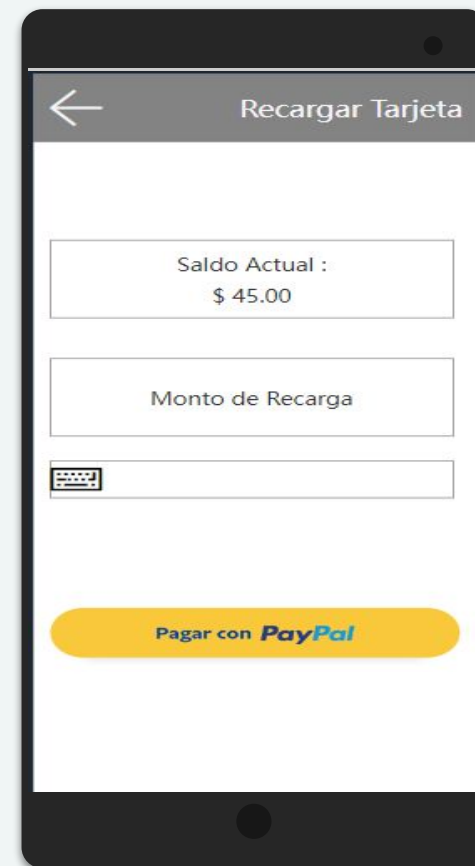 Recargar Tarjeta
Saldo Actual :
$ 45.00
Monto de Recarga
Pagar con PayPal